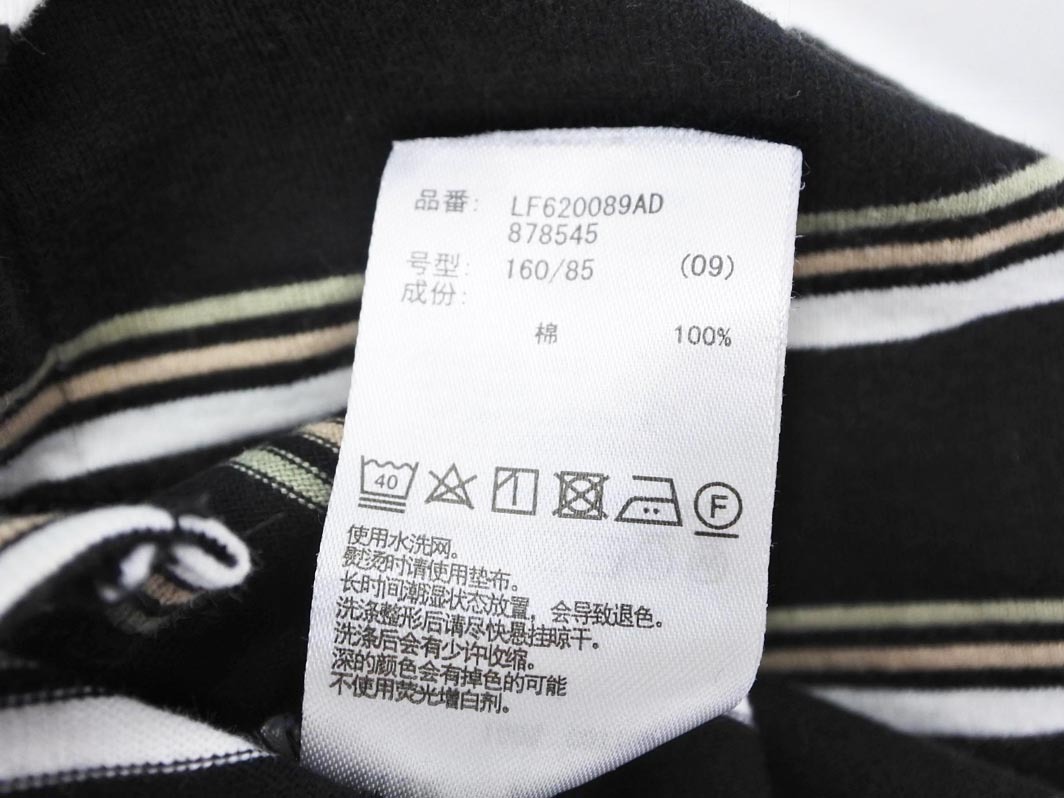 品番: LF620089AD
878545
号型: 160/85 (09)
成份:
棉 100%
40 F
使用水洗网。
熨烫时请使用垫布。
长时间潮湿状态放置，会导致退色。
洗涤整形后请尽快悬挂晾干。
洗涤后会有少许收缩。
深的颜色会有掉色的可能
不使用荧光增白剂。